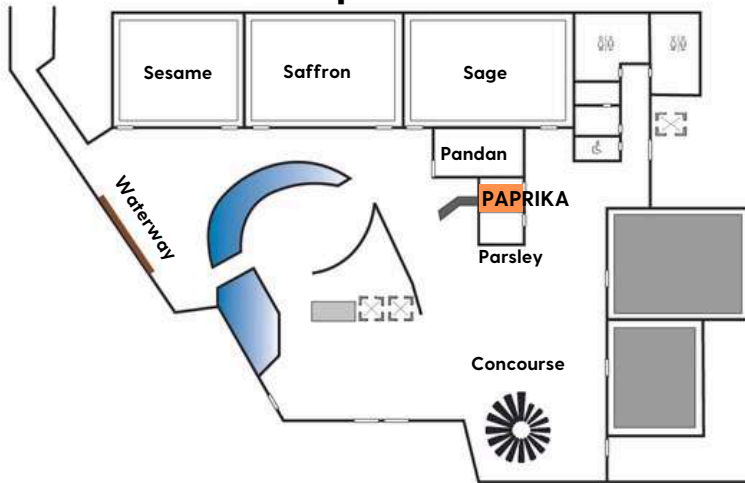 Sesame
Saffron
Sage
Pandan
PAPRIKA
Waterway
Parsley
Concourse